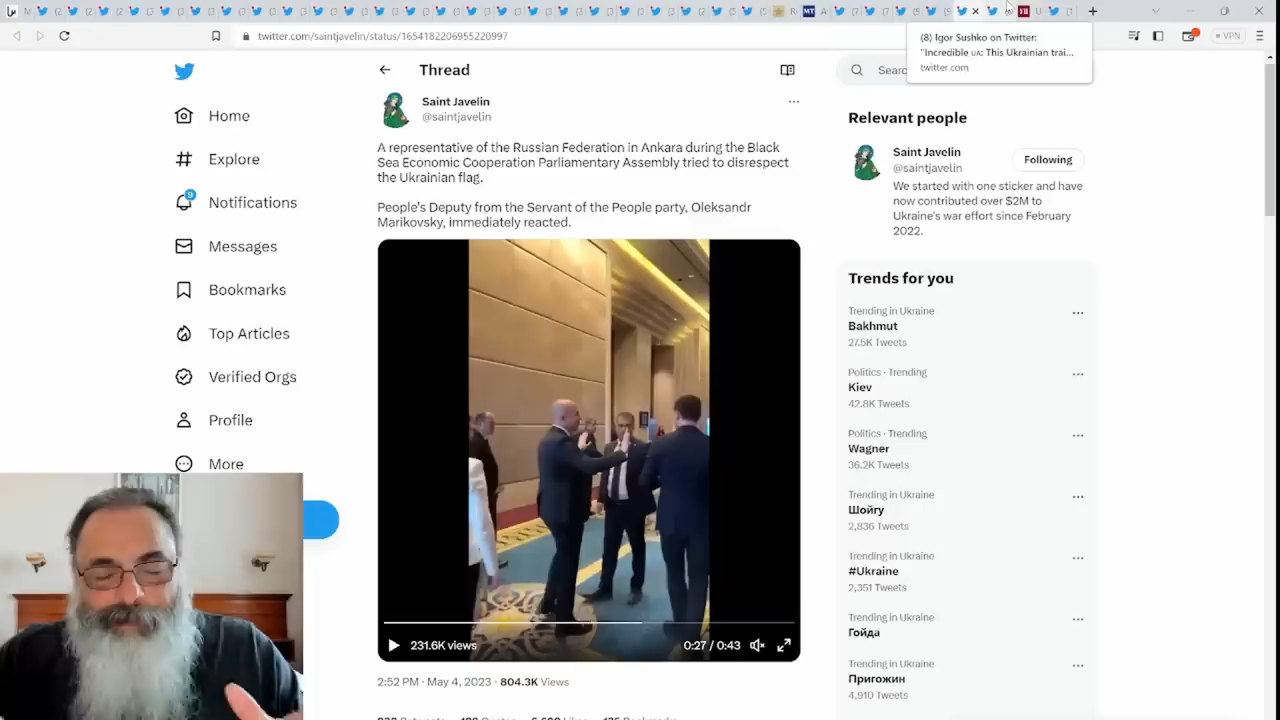 twitter.com/saintjavelin/status/1654182206955220997
VPN
(8) Igor Sushko on Twitter:
"Incredible UA: This Ukrainian trai...
twitter.com
Home
Explore
9
Notifications
Messages
Bookmarks
Top Articles
Verified Orgs
Profile
More
Thread
Saint Javelin
@saintjavelin
A representative of the Russian Federation in Ankara during the Black
Sea Economic Cooperation Parliamentary Assembly tried to disrespect
the Ukrainian flag.
People's Deputy from the Servant of the People party, Oleksandr
Marikovsky, immediately reacted.
231.6K views
0:27 / 0:43
2:52 PM · May 4, 2023 · 804.3K Views
Searc
Relevant people
Saint Javelin
@saintjavelin
Following
We started with one sticker and have
now contributed over $2M to
Ukraine's war effort since February
2022.
Trends for you
Trending in Ukraine
Bakhmut
27.5K Tweets
Politics · Trending
Kiev
42.8K Tweets
Politics · Trending
Wagner
36.2K Tweets
Trending in Ukraine
Шойгу
2,836 Tweets
Trending in Ukraine
#Ukraine
2,351 Tweets
Trending in Ukraine
Гойда
Trending in Ukraine
Пригожин
4,910 Tweets